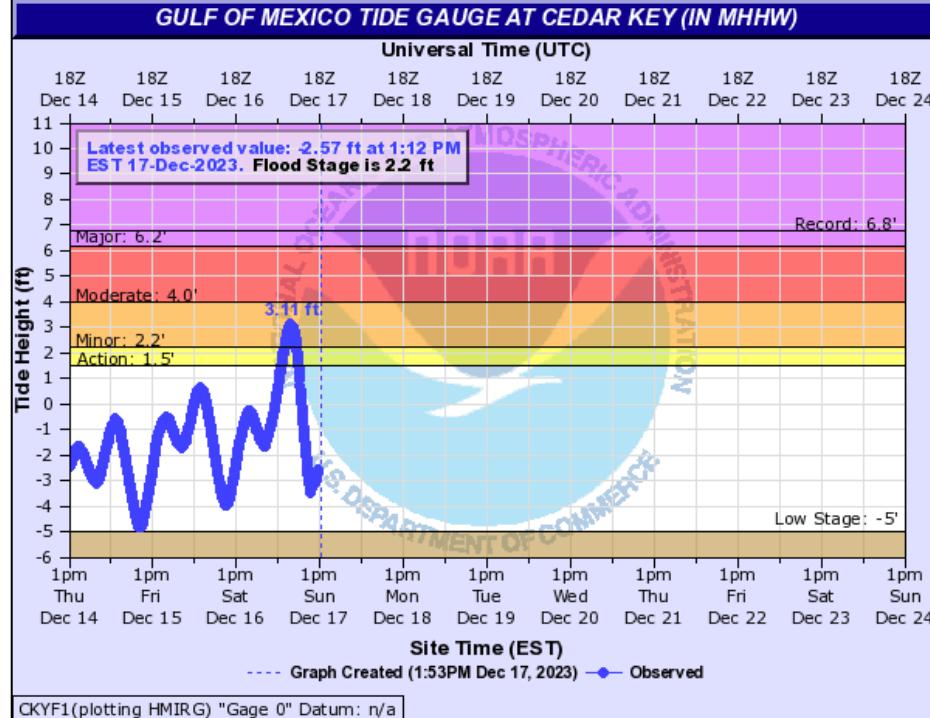 GULF OF MEXICO TIDE GAUGE AT CEDAR KEY (IN MHHW)
Universal Time (UTC)
18Z 18Z 18Z 18Z 18Z 18Z 18Z 18Z 18Z 18Z 18Z
Dec 14 Dec 15 Dec 16 Dec 17 Dec 18 Dec 19 Dec 20 Dec 21 Dec 22 Dec 23 Dec 24
Latest observed value: -2.57 ft at 1:12 PM
EST 17-Dec-2023. Flood Stage is 2.2 ft
Record: 6.8'
Major: 6.2'
Moderate: 4.0'
3.11 ft
Minor: 2.2'
Action: 1.5'
Low Stage: -5'
Tide Height (ft)
11
10
9
8
7
6
5
4
3
2
1
0
-1
-2
-3
-4
-5
-6
NOAA
U.S. DEPARTMENT OF COMMERCE
1pm 1pm 1pm 1pm 1pm 1pm 1pm 1pm 1pm 1pm 1pm
Thu Fri Sat Sun Mon Tue Wed Thu Fri Sat Sun
Dec 14 Dec 15 Dec 16 Dec 17 Dec 18 Dec 19 Dec 20 Dec 21 Dec 22 Dec 23 Dec 24
Site Time (EST)
Graph Created (1:53PM Dec 17, 2023) Observed
CKYF1(plotting HMIRG) "Gage 0" Datum: n/a